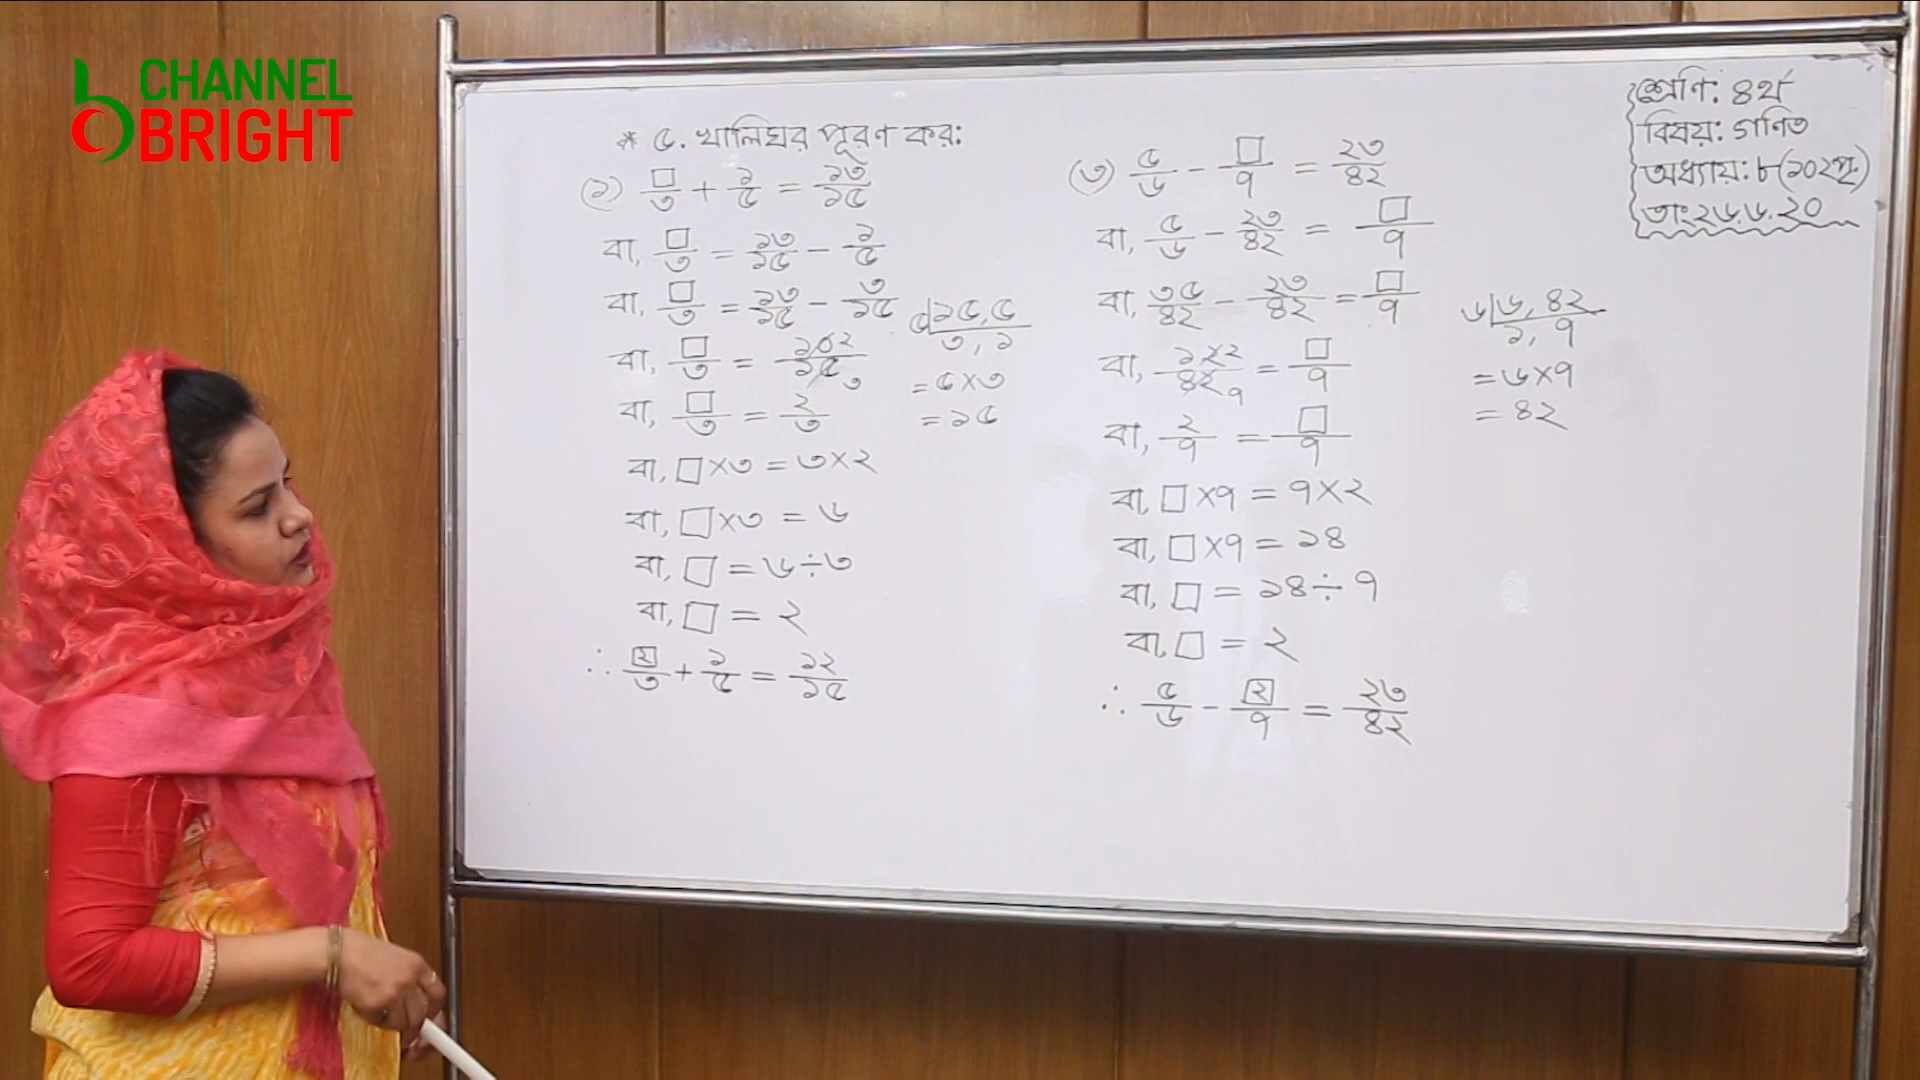 CHANNEL
BRIGHT
শ্রেণি: ৪র্থ
বিষয়: গণিত
অধ্যায়: ৮(১০২পৃ:)
তাং২৬.৬.২০
* ৫. খালিঘর পূরণ কর:
(১) □/৩ + ১/৫ = ১৩/১৫
বা, □/৩ = ১৩/১৫ - ১/৫
বা, □/৩ = ১৩/১৫ - ৩/১৫
বা, □/৩ = ১০২/১৫৩
বা, □/৩ = ২/৩
বা, □×৩ = ৩×২
বা, □×৩ = ৬
বা, □ = ৬÷৩
বা, □ = ২
∴ ২/৩ + ১/৫ = ১২/১৫
৫|১৫, ৫
৩, ১
= ৫×৩
= ১৫
(৩) ৫/৬ - □/৭ = ২৩/৪২
বা, ৫/৬ - ২৩/৪২ = □/৭
বা, ৩৫/৪২ - ২৩/৪২ = □/৭
বা, ১২২/৪২৭ = □/৭
বা, ২/৭ = □/৭
বা, □×৭ = ৭×২
বা, □×৭ = ১৪
বা, □ = ১৪÷৭
বা, □ = ২
∴ ৫/৬ - ২/৭ = ২৩/৪২
৬|৬, ৪২
১, ৭
= ৬×৭
= ৪২